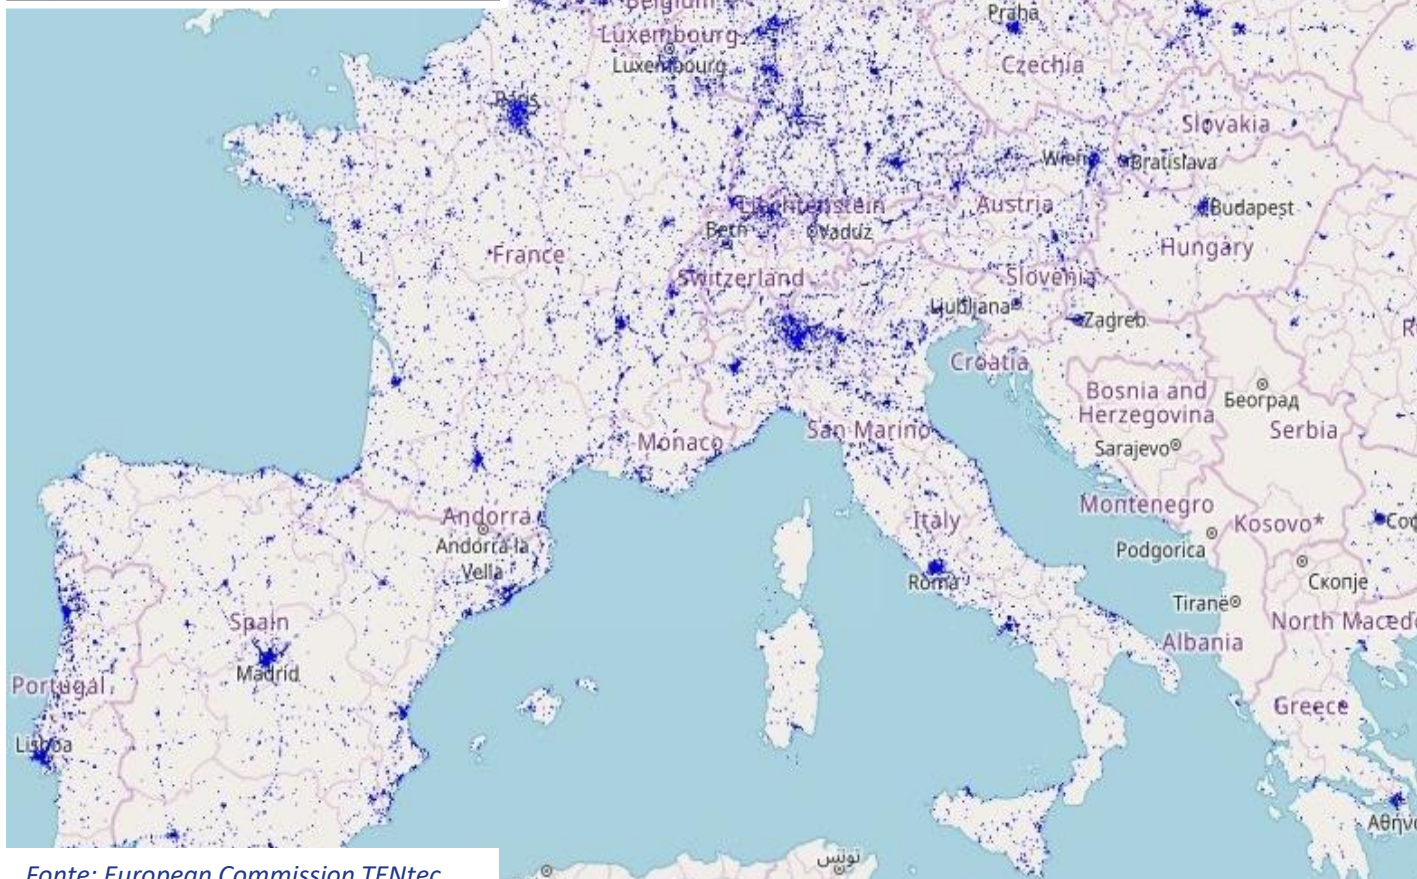 Belgium
Praha
Luxembourg
Luxembourg
Czechia
Paris
Slovakia
Wien
Bratislava
Liechtenstein
Austria
Budapest
Bern
Vaduz
France
Hungary
Switzerland
Slovenia
Ljubljana
Zagreb
Croatia
Bosnia and
Herzegovina
Београд
San Marino
Serbia
Monaco
Sarajevo
Montenegro
Andorra
Italy
Kosovo*
Andorra la
Vella
Podgorica
Roma
Скопје
Tiranë
Spain
North Macedo
Albania
Madrid
Portugal
Greece
Lisboa
Αθήνα
تونس
Fonte: European Commission TENtec